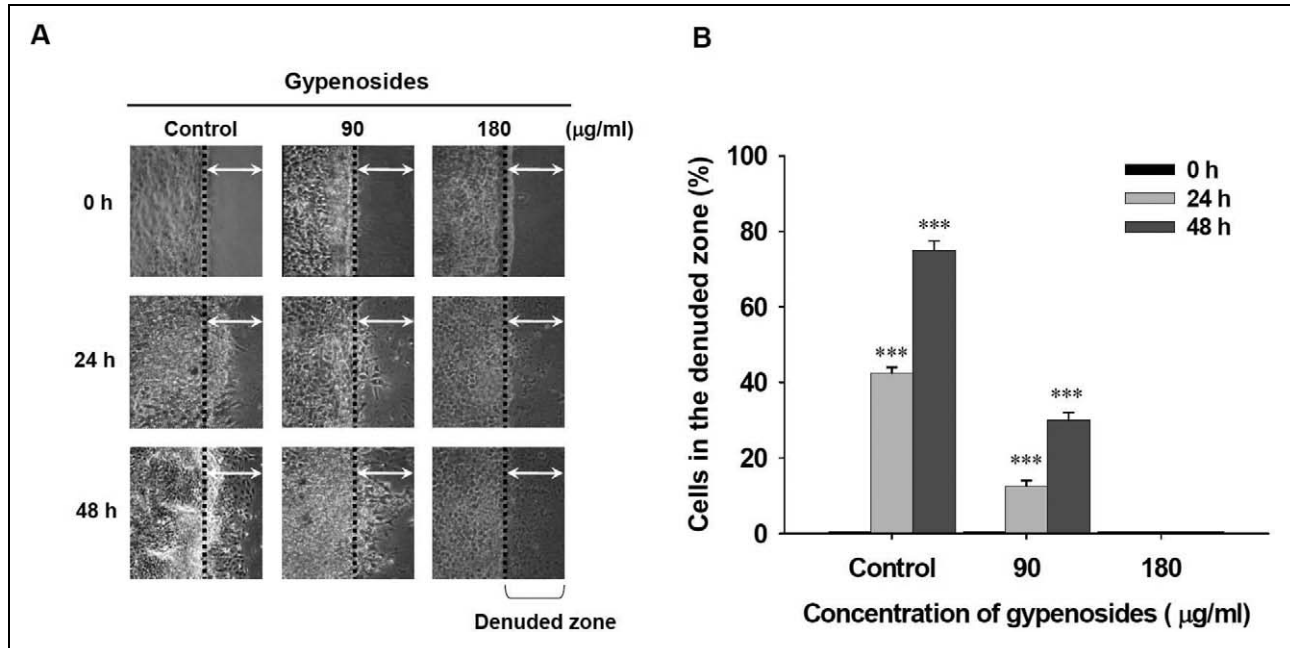 A
Gypenosides
Control 90 180 (μg/ml)
0 h
24 h
48 h
Denuded zone
B
Cells in the denuded zone (%)
100
80
60
40
20
0
0 h
24 h
48 h
***
***
***
***
Control 90 180
Concentration of gypenosides ( μg/ml)